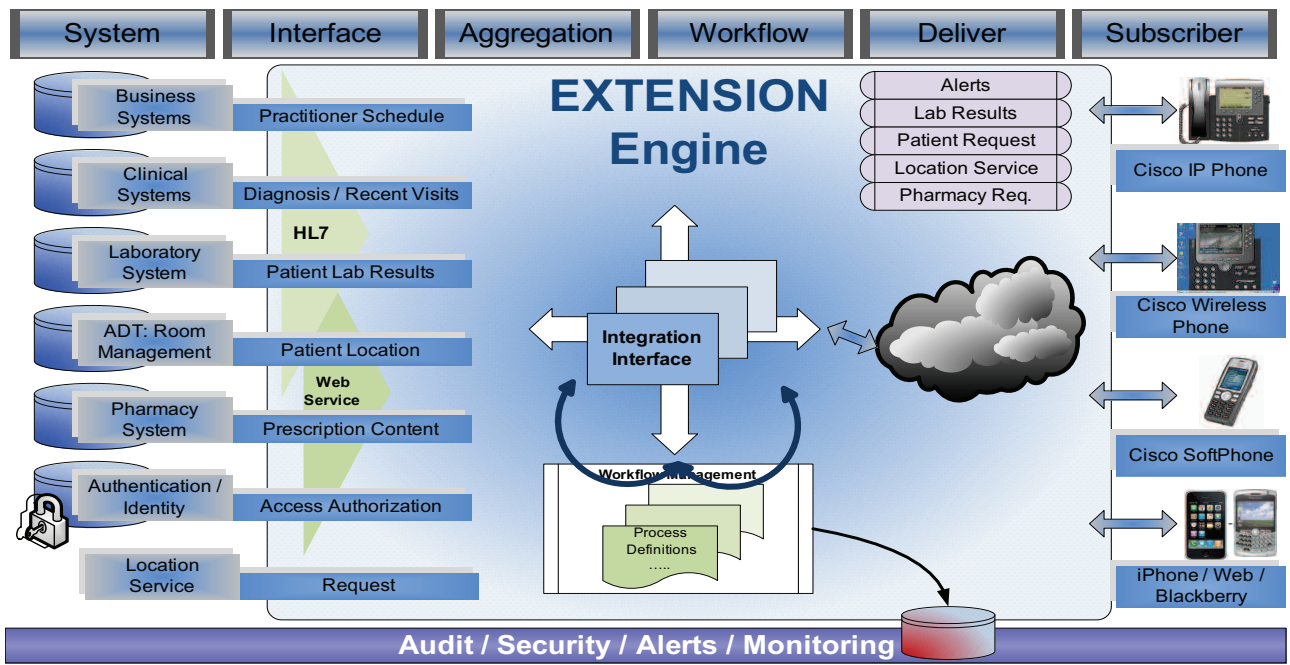 System
Interface
Aggregation
Workflow
Deliver
Subscriber
Business
Systems
Practitioner Schedule
Clinical
Systems
Diagnosis / Recent Visits
HL7
Laboratory
System
Patient Lab Results
ADT: Room
Management
Patient Location
Web
Service
Pharmacy
System
Prescription Content
Authentication /
Identity
Access Authorization
Location
Service
Request
EXTENSION
Engine
Integration
Interface
Workflow Management
Process
Definitions
.....
Alerts
Lab Results
Patient Request
Location Service
Pharmacy Req.
Cisco IP Phone
Cisco Wireless
Phone
Cisco SoftPhone
iPhone / Web /
Blackberry
Audit / Security / Alerts / Monitoring